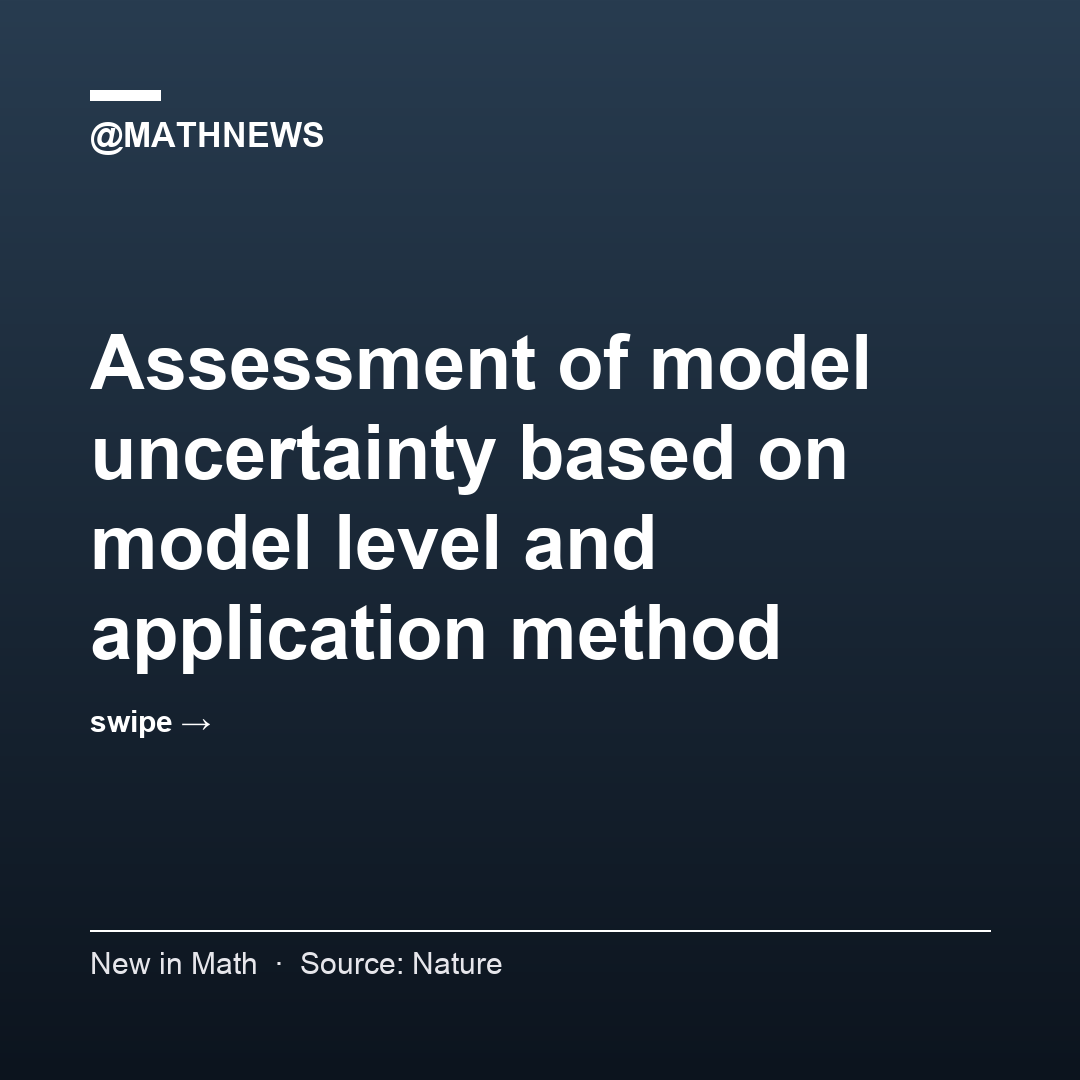 @MATHNEWS
Assessment of model
uncertainty based on
model level and
application method
swipe →
New in Math · Source: Nature